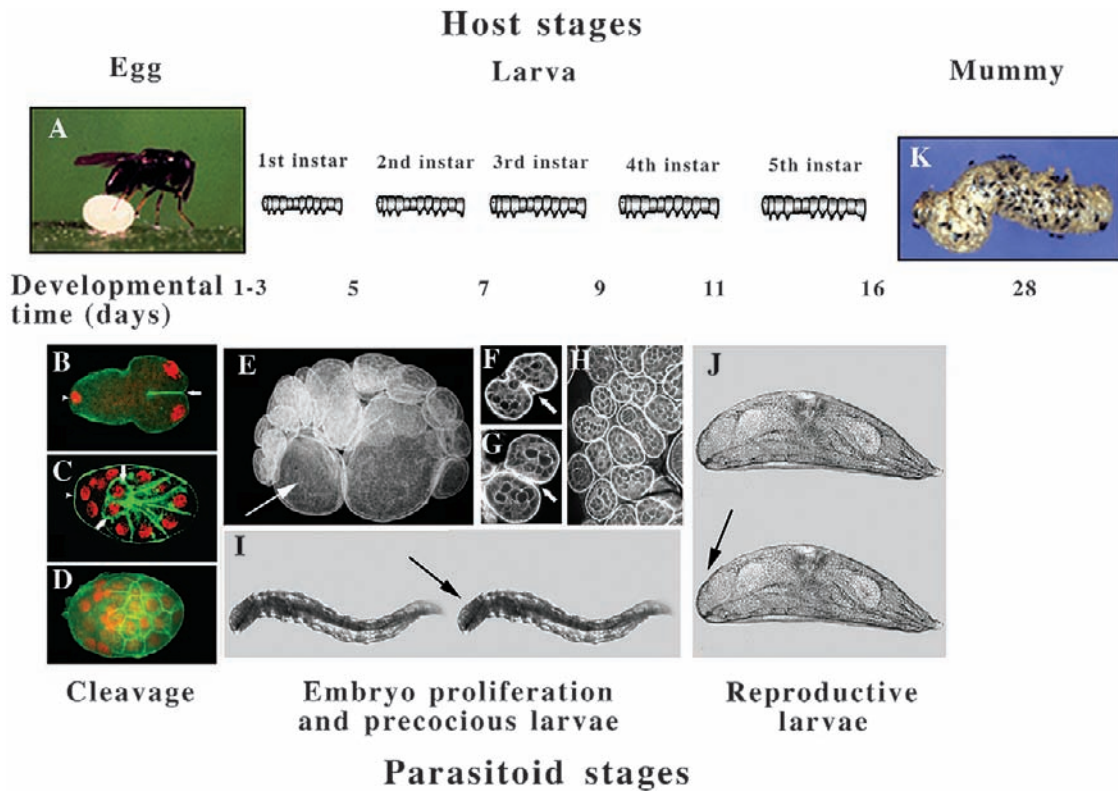 Host stages
Egg
Larva
Mummy
A
1st instar
2nd instar
3rd instar
4th instar
5th instar
K
Developmental 1-3 5 7 9 11 16 28
time (days)
B
E
F
H
J
G
C
I
D
Cleavage
Embryo proliferation
and precocious larvae
Reproductive
larvae
Parasitoid stages